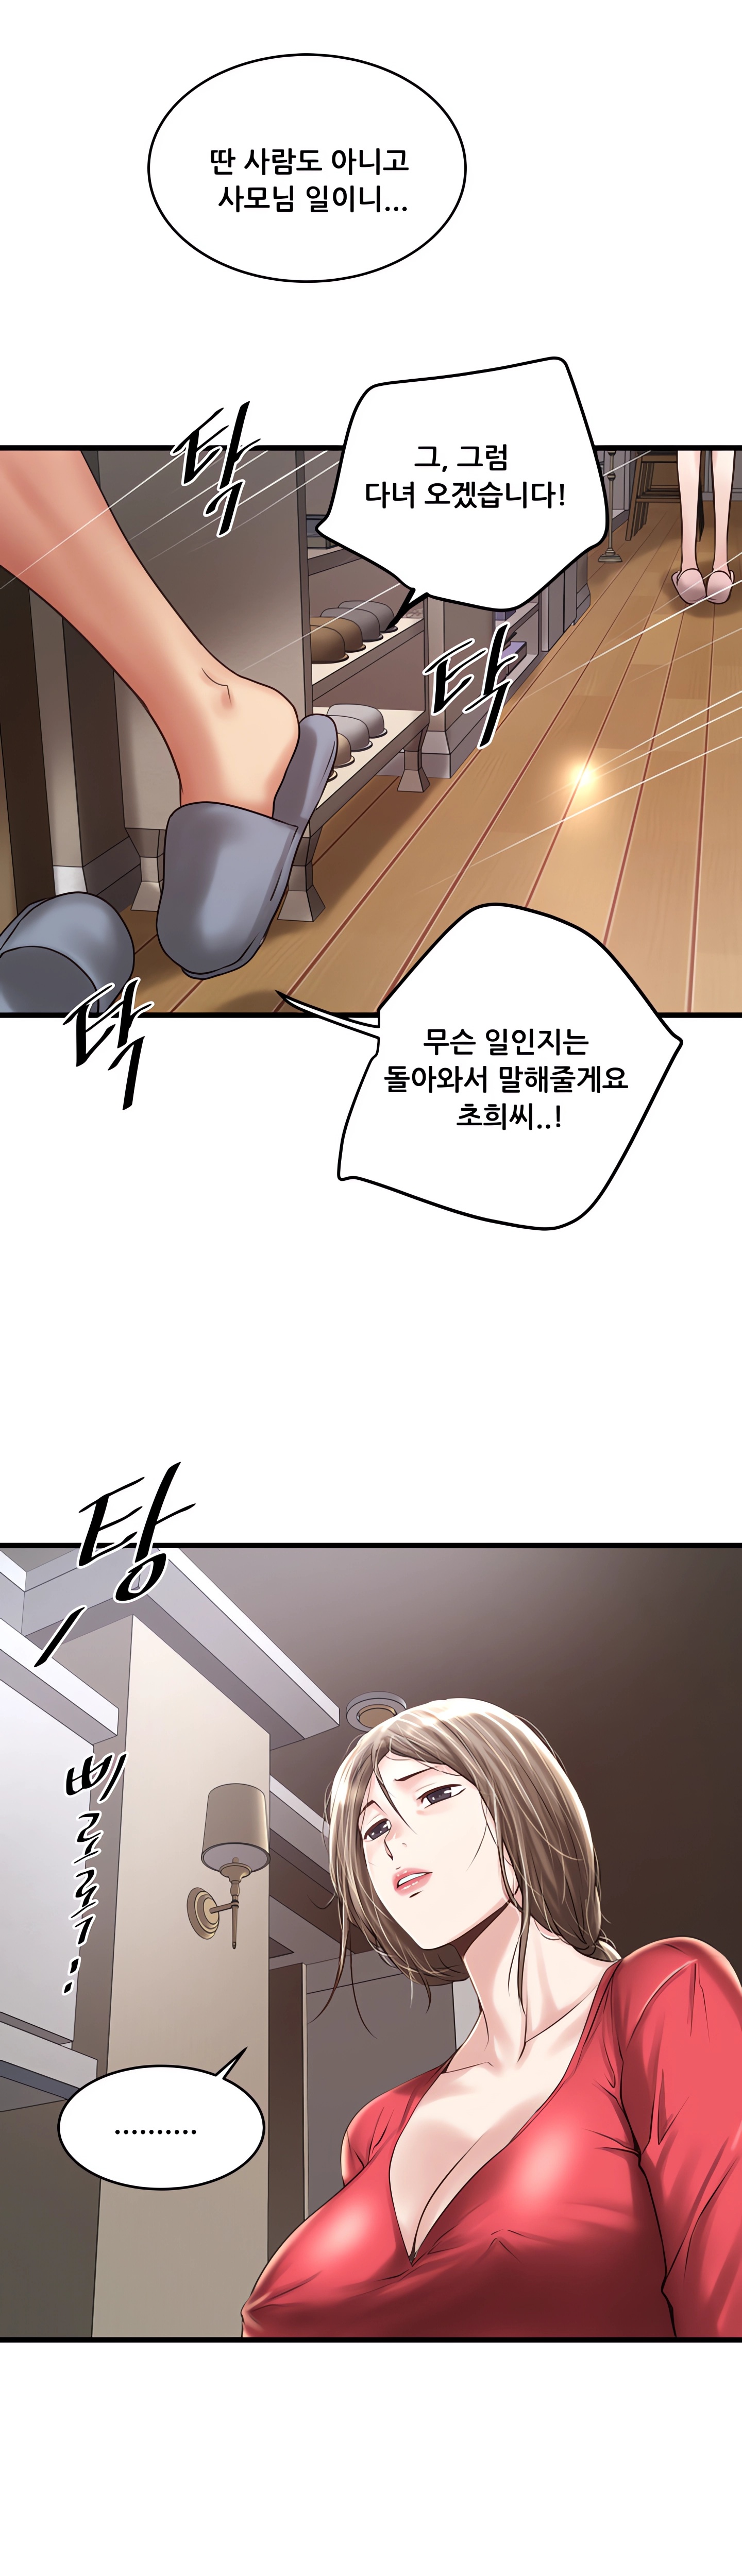 딴 사람도 아니고
사모님 일이니...
탁
그, 그럼
다녀 오겠습니다!
탁
탁
무슨 일인지는
돌아와서 말해줄게요
초희씨..!
탕
삐로록:
..........